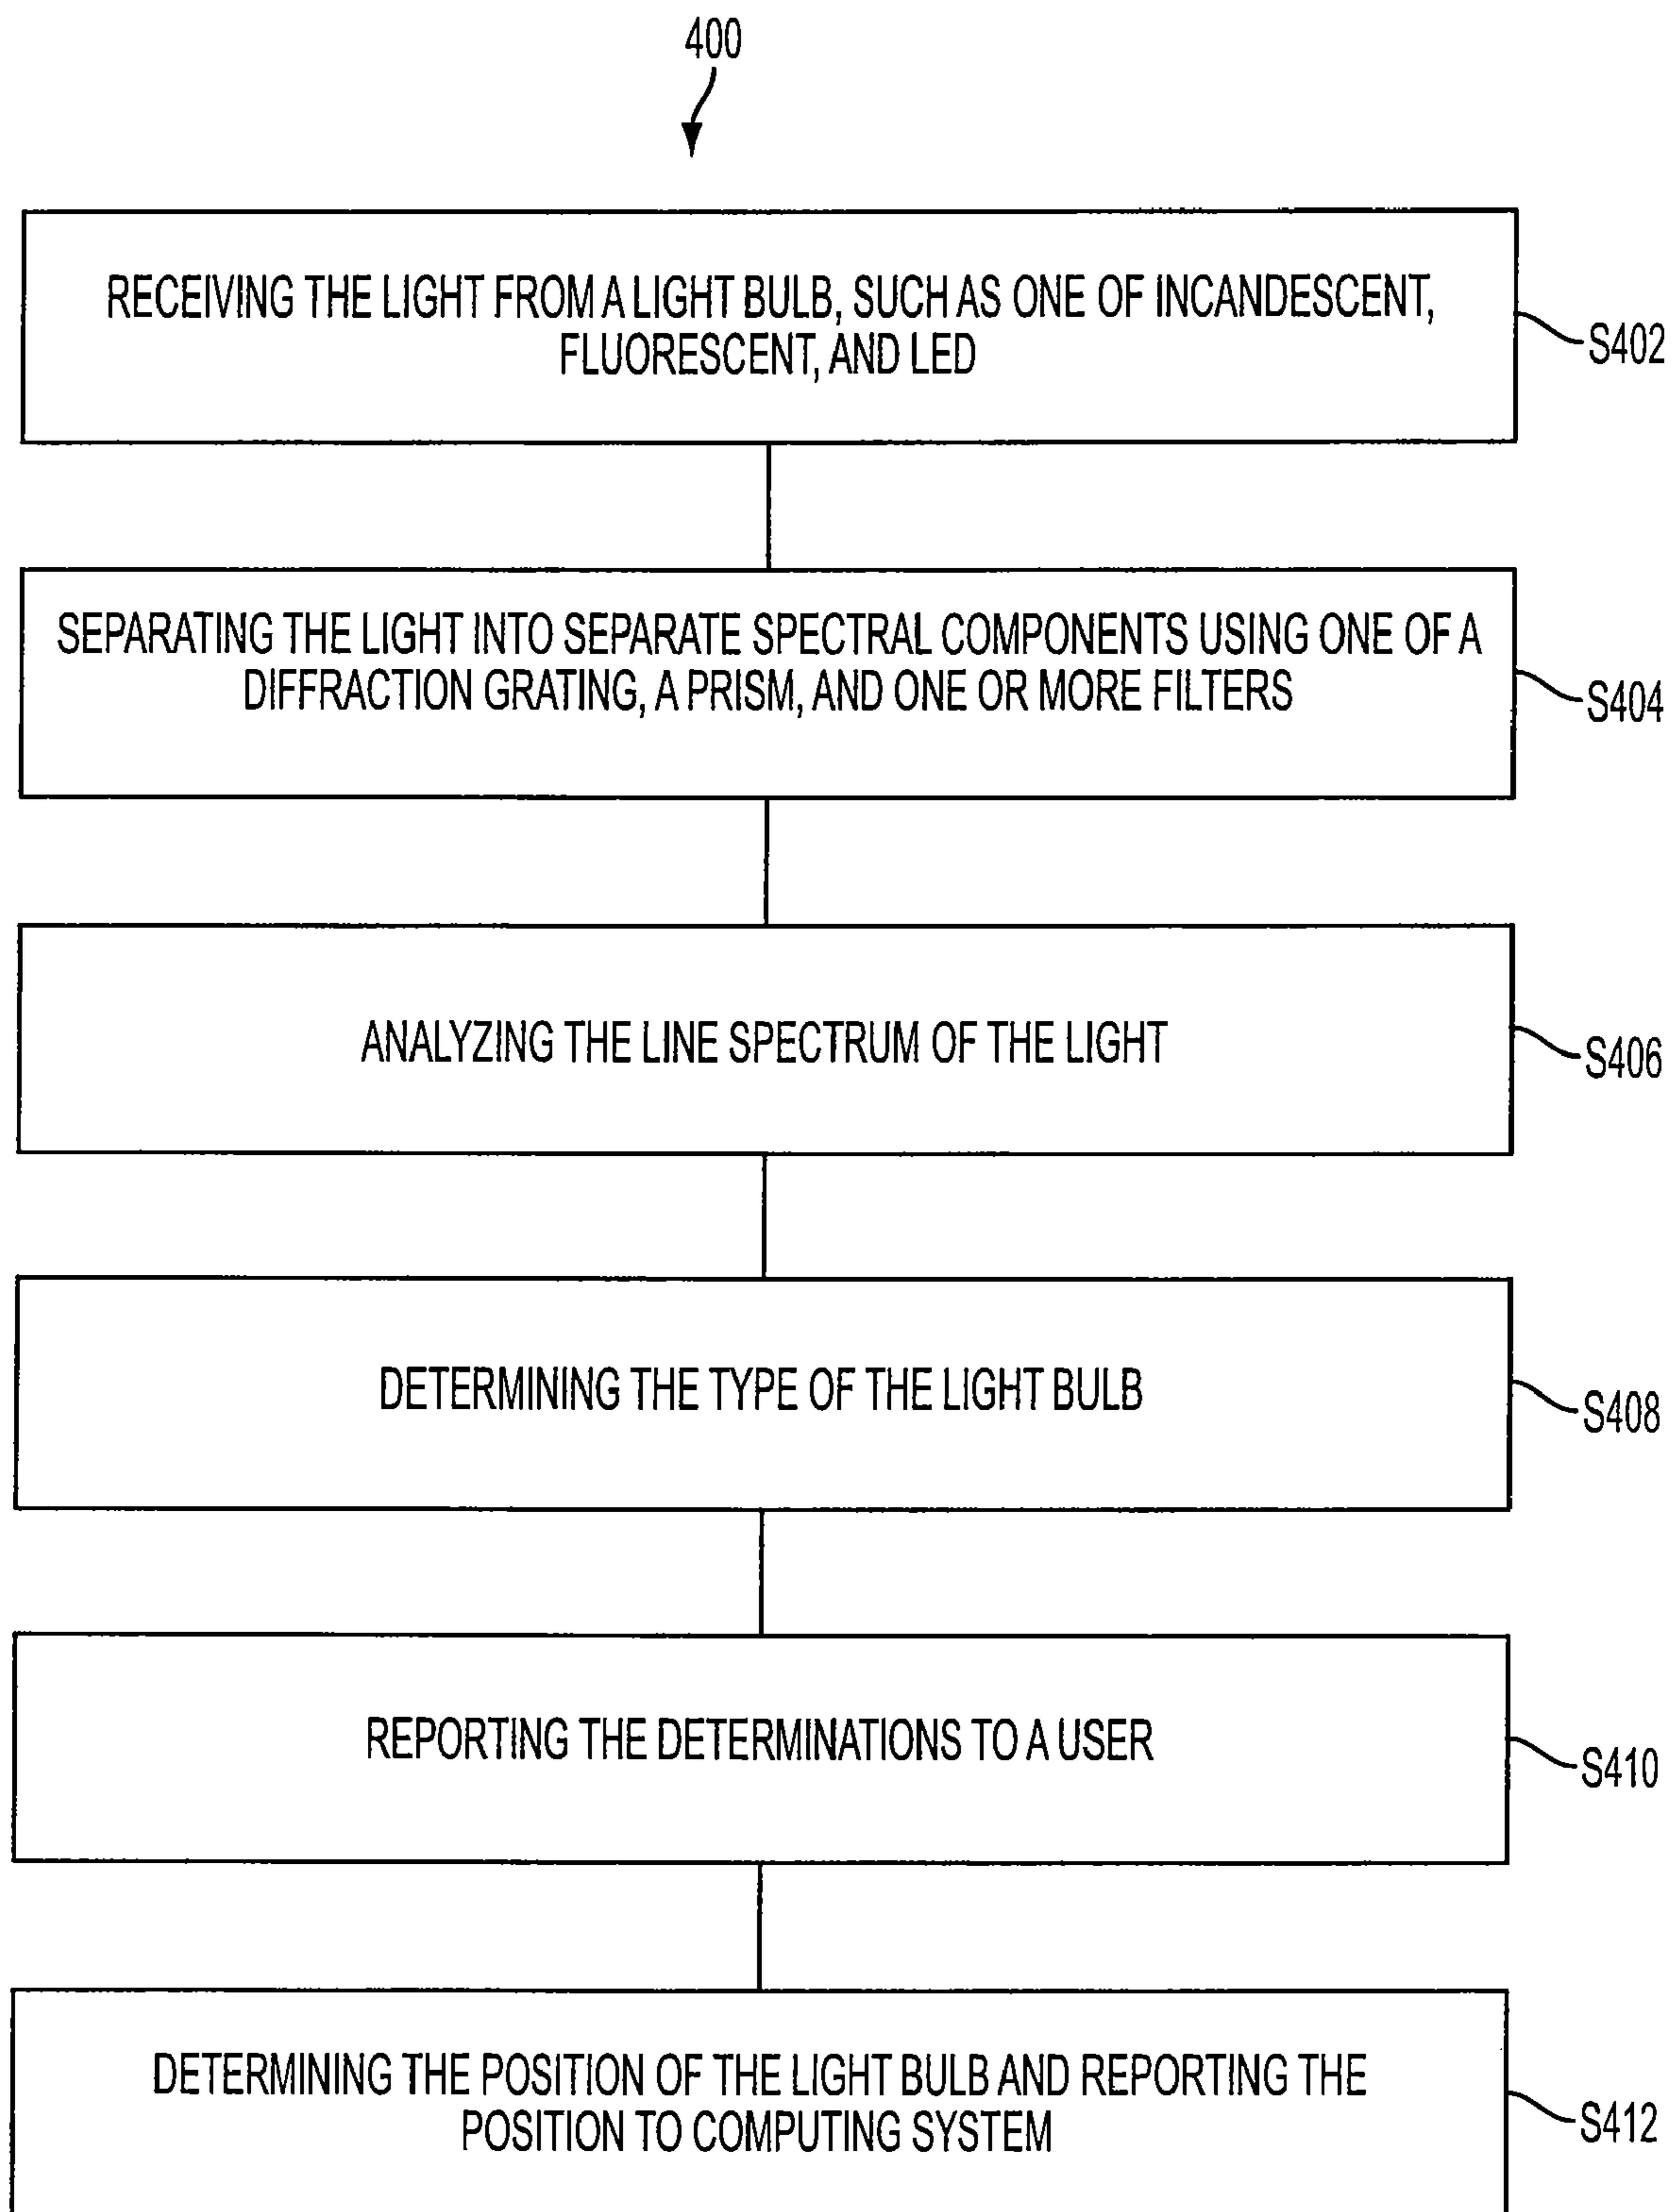 400
RECEIVING THE LIGHT FROM A LIGHT BULB, SUCH AS ONE OF INCANDESCENT,
FLUORESCENT, AND LED
S402
SEPARATING THE LIGHT INTO SEPARATE SPECTRAL COMPONENTS USING ONE OF A
DIFFRACTION GRATING, A PRISM, AND ONE OR MORE FILTERS
S404
ANALYZING THE LINE SPECTRUM OF THE LIGHT
S406
DETERMINING THE TYPE OF THE LIGHT BULB
S408
REPORTING THE DETERMINATIONS TO A USER
S410
DETERMINING THE POSITION OF THE LIGHT BULB AND REPORTING THE
POSITION TO COMPUTING SYSTEM
S412